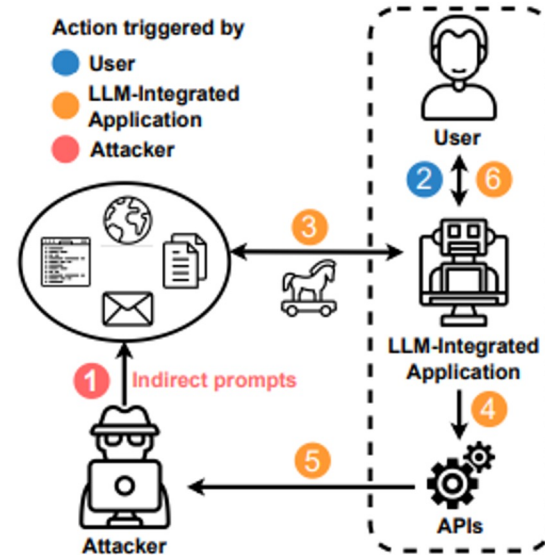 Action triggered by
User
LLM-Integrated
Application
Attacker
User
2
6
3
LLM-Integrated
Application
1
Indirect prompts
4
5
Attacker
APIs